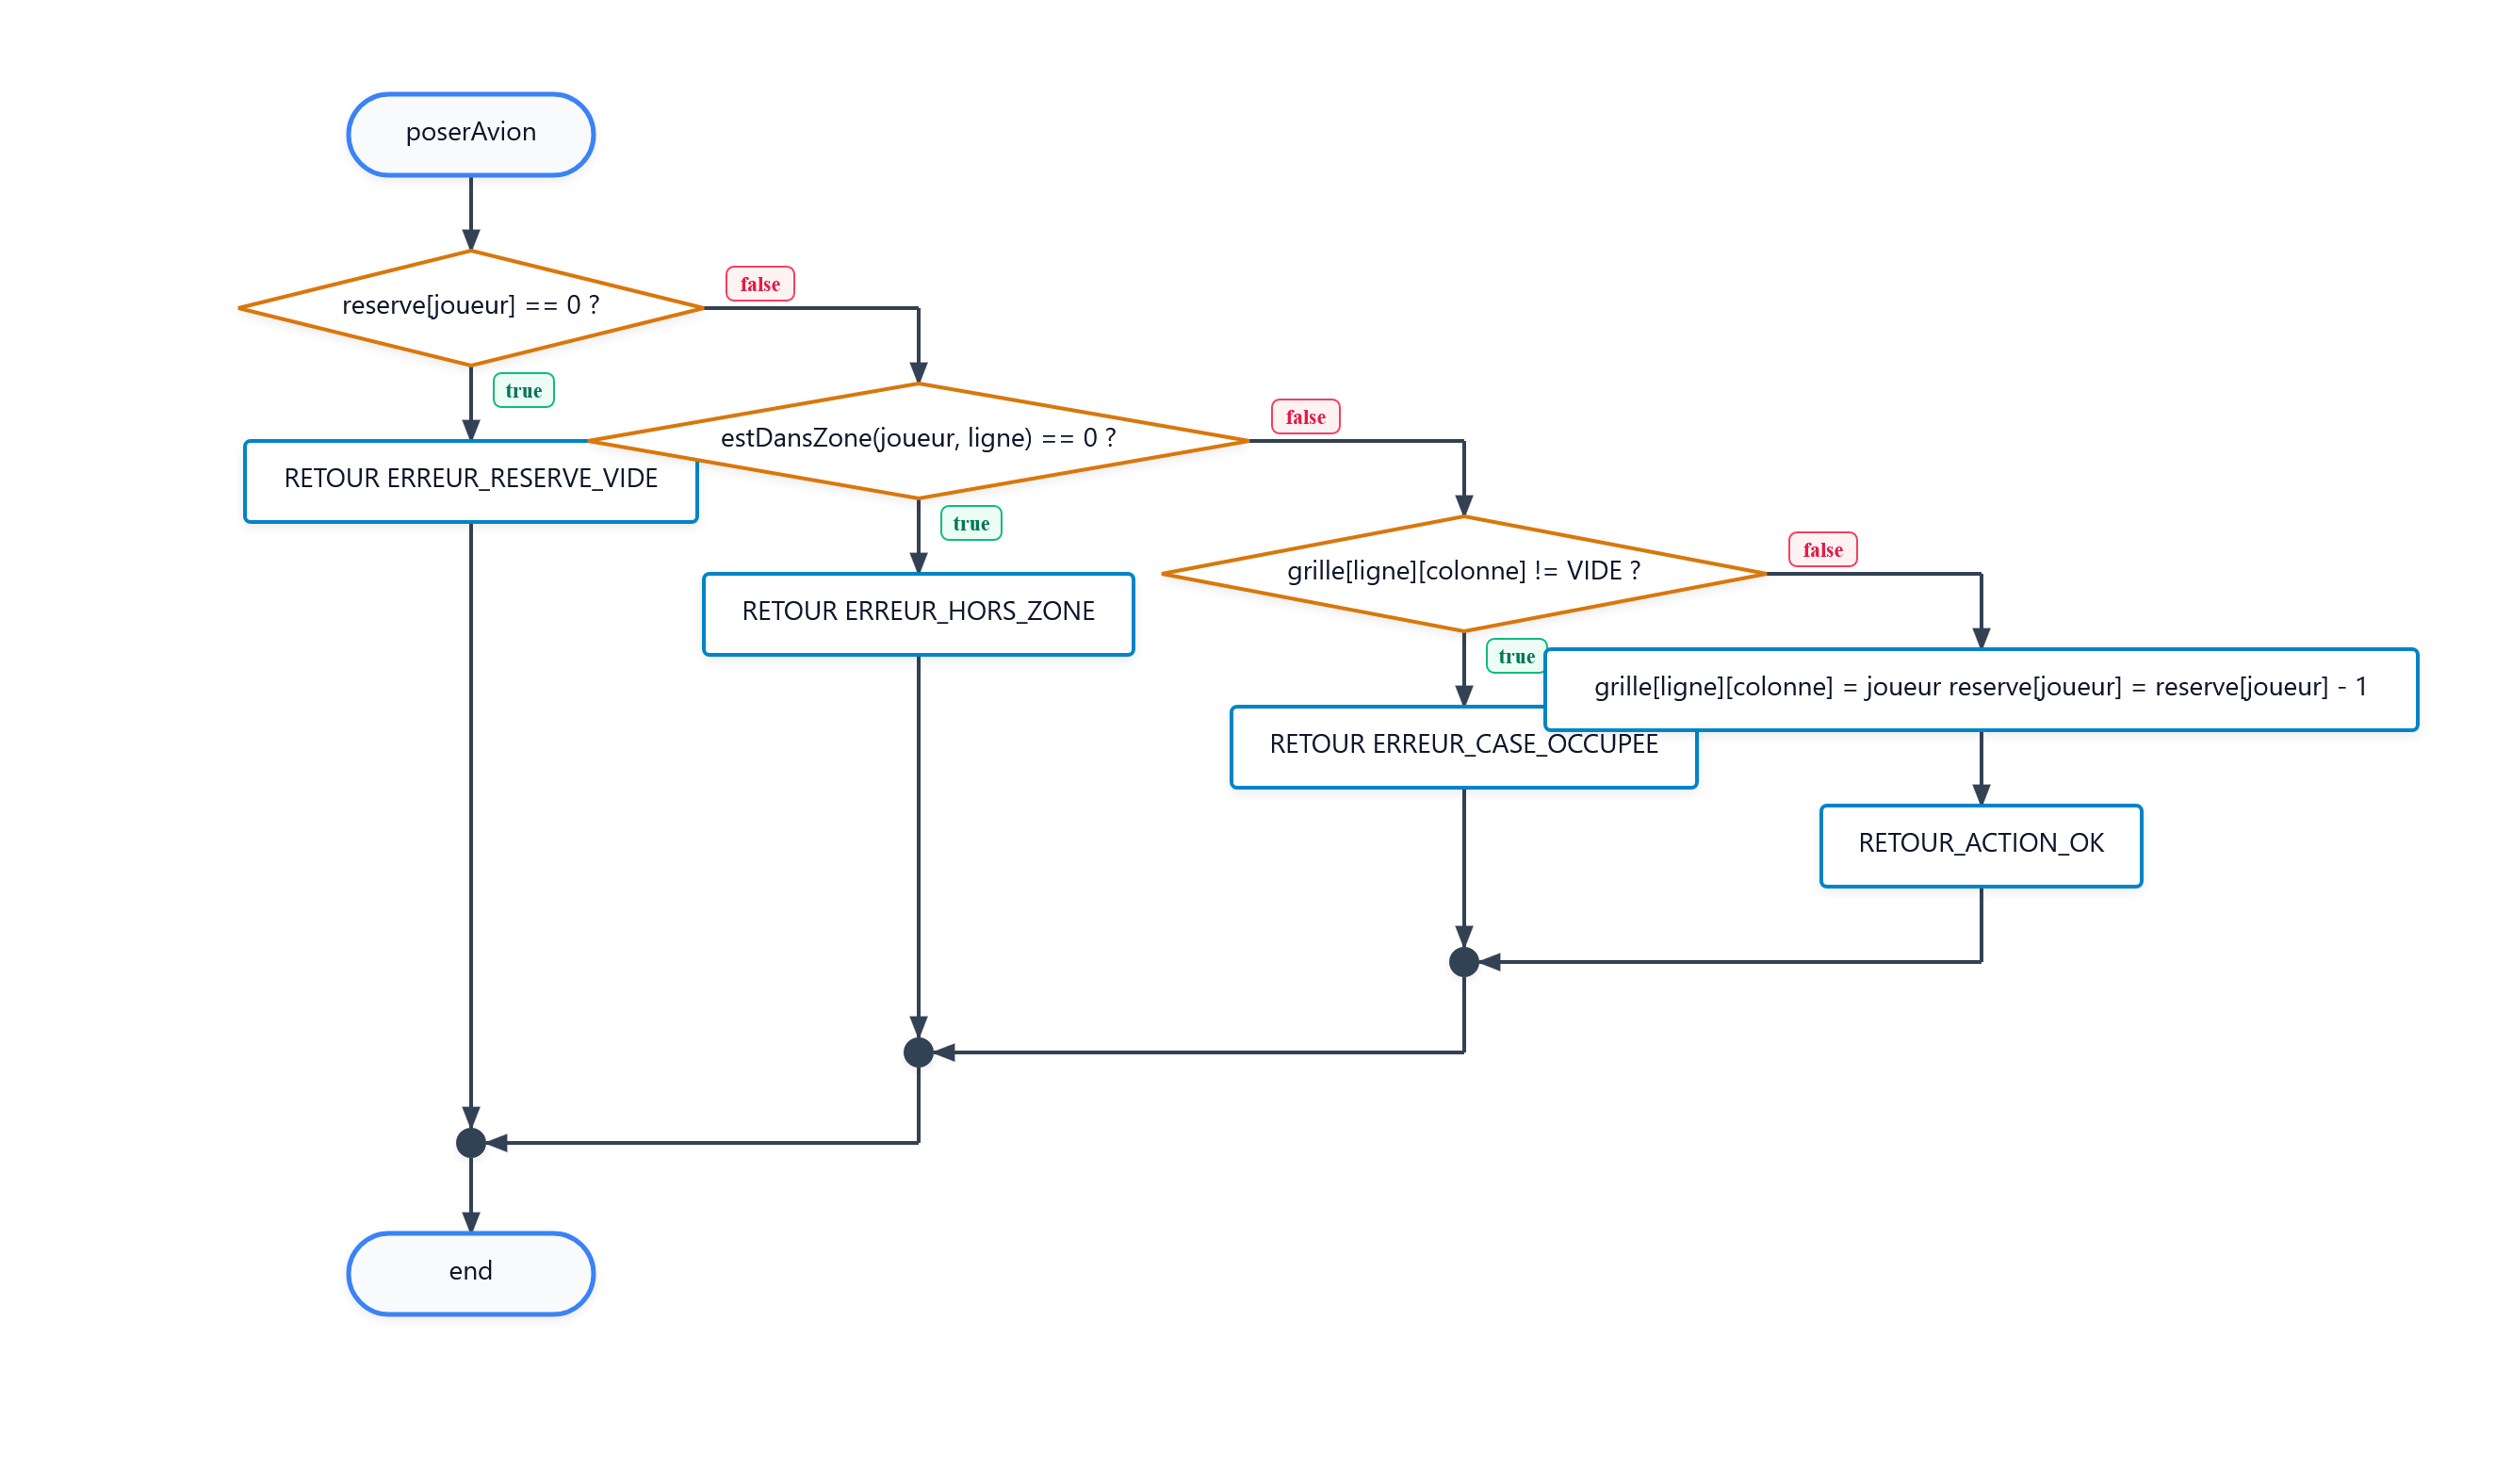 poserAvion
reserve[joueur] == 0 ?
false
true
estDansZone(joueur, ligne) == 0 ?
false
RETOUR ERREUR_RESERVE_VIDE
true
grille[ligne][colonne] != VIDE ?
false
RETOUR ERREUR_HORS_ZONE
true
grille[ligne][colonne] = joueur reserve[joueur] = reserve[joueur] - 1
RETOUR ERREUR_CASE_OCCUPEE
RETOUR_ACTION_OK
end